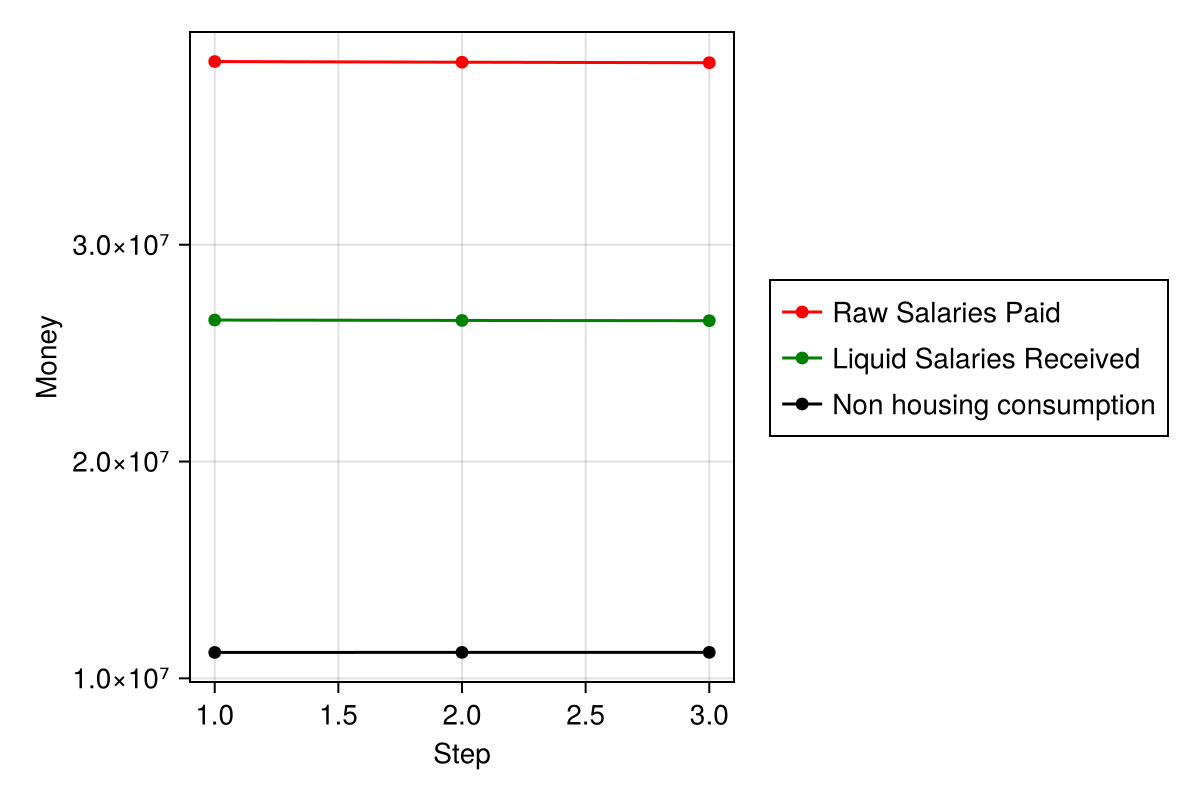 3.0×10⁷
2.0×10⁷
1.0×10⁷
Money
1.0 1.5 2.0 2.5 3.0
Step
Raw Salaries Paid
Liquid Salaries Received
Non housing consumption